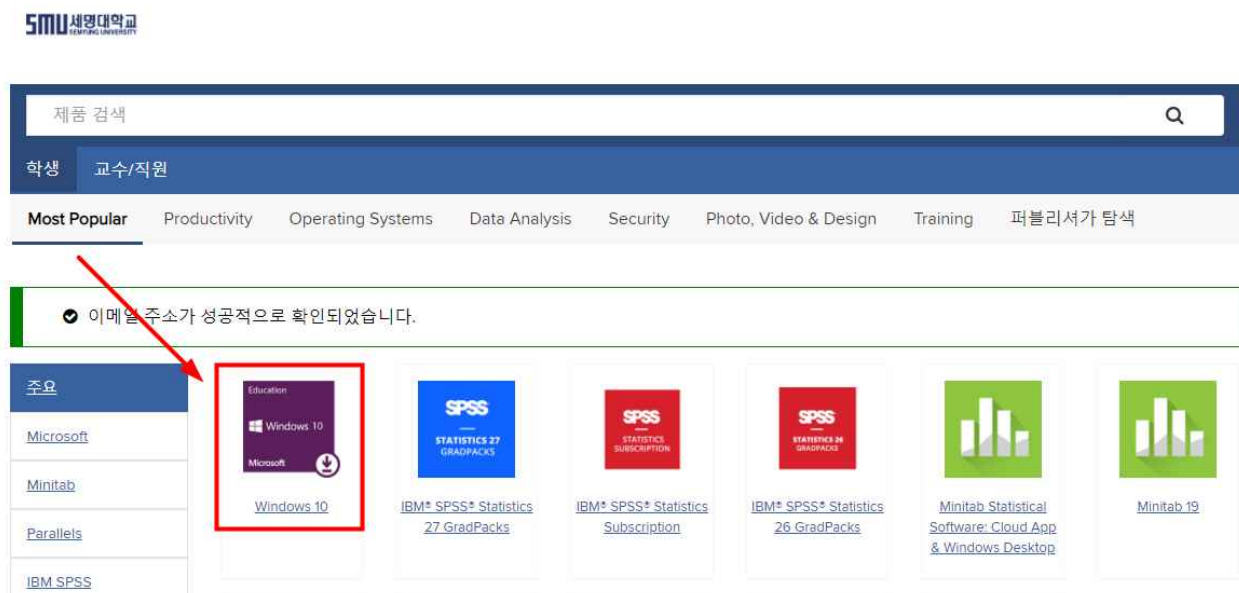 SMU 세명대학교
SEMYUNG UNIVERSITY
제품 검색
학생 교수/직원
Most Popular Productivity Operating Systems Data Analysis Security Photo, Video & Design Training 퍼블리셔가 탐색
이메일 주소가 성공적으로 확인되었습니다.
주요
Microsoft
Minitab
Parallels
IBM SPSS
Education
Windows 10
Microsoft
Windows 10
SPSS
STATISTICS 27
GRADPACKS
IBM® SPSS® Statistics
27 GradPacks
SPSS
STATISTICS
SUBSCRIPTION
IBM® SPSS® Statistics
Subscription
SPSS
STATISTICS 26
GRADPACKS
IBM® SPSS® Statistics
26 GradPacks
Minitab Statistical
Software: Cloud App
& Windows Desktop
Minitab 19